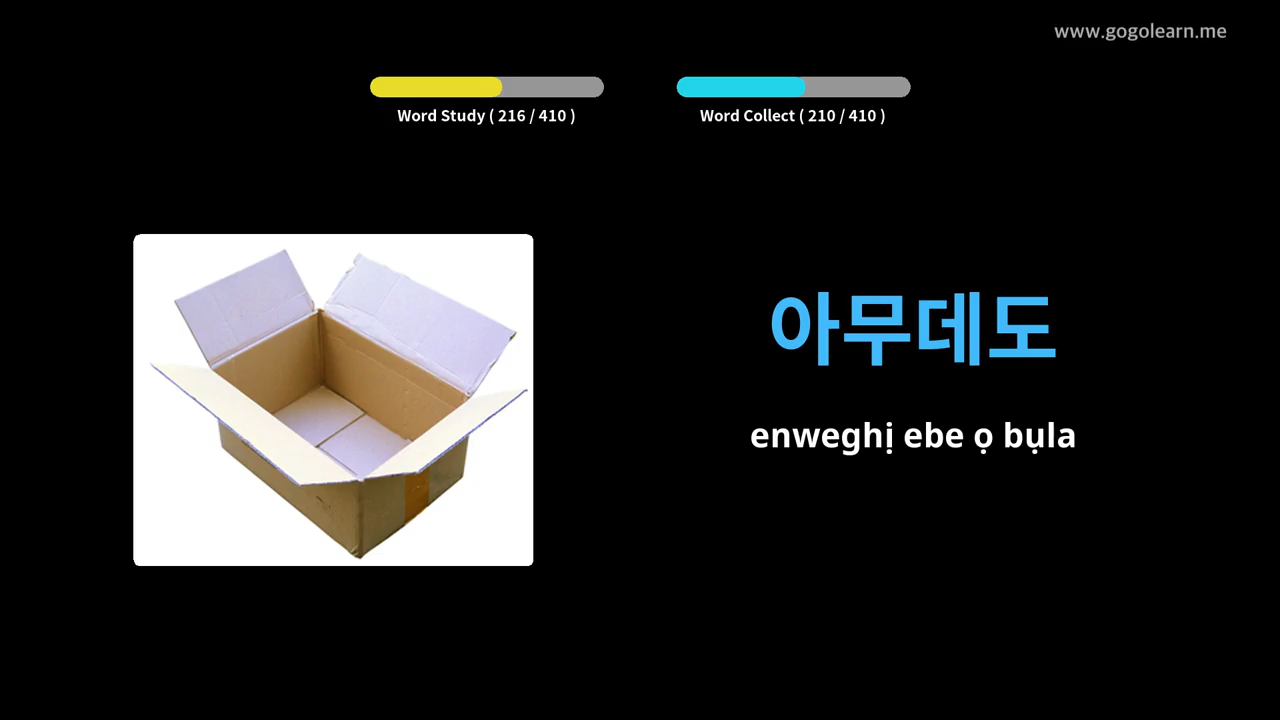 www.gogolearn.me
Word Study ( 216 / 410 )
Word Collect ( 210 / 410 )
아무데도
enweghị ebe ọ bụla